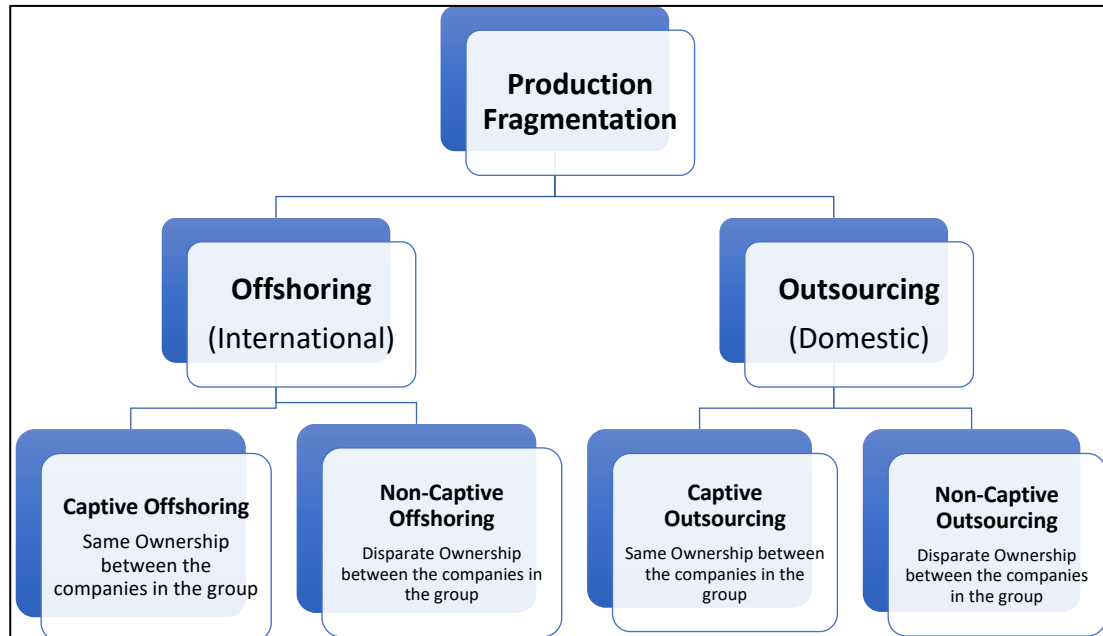 Production
Fragmentation
Offshoring
(International)
Outsourcing
(Domestic)
Captive Offshoring
Same Ownership
between the
companies in the group
Non-Captive
Offshoring
Disparate Ownership
between the companies in
the group
Captive
Outsourcing
Same Ownership between
the companies in the
group
Non-Captive
Outsourcing
Disparate Ownership
between the companies
in the group